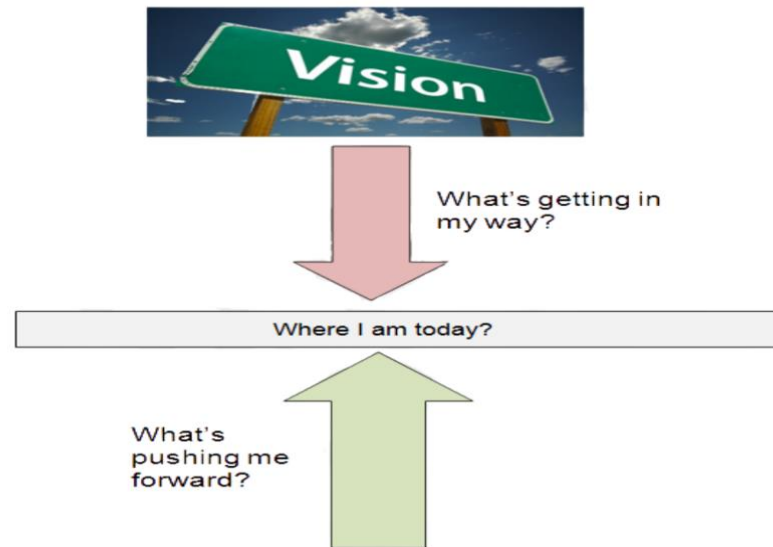 Vision
What's getting in
my way?
Where I am today?
What's
pushing me
forward?